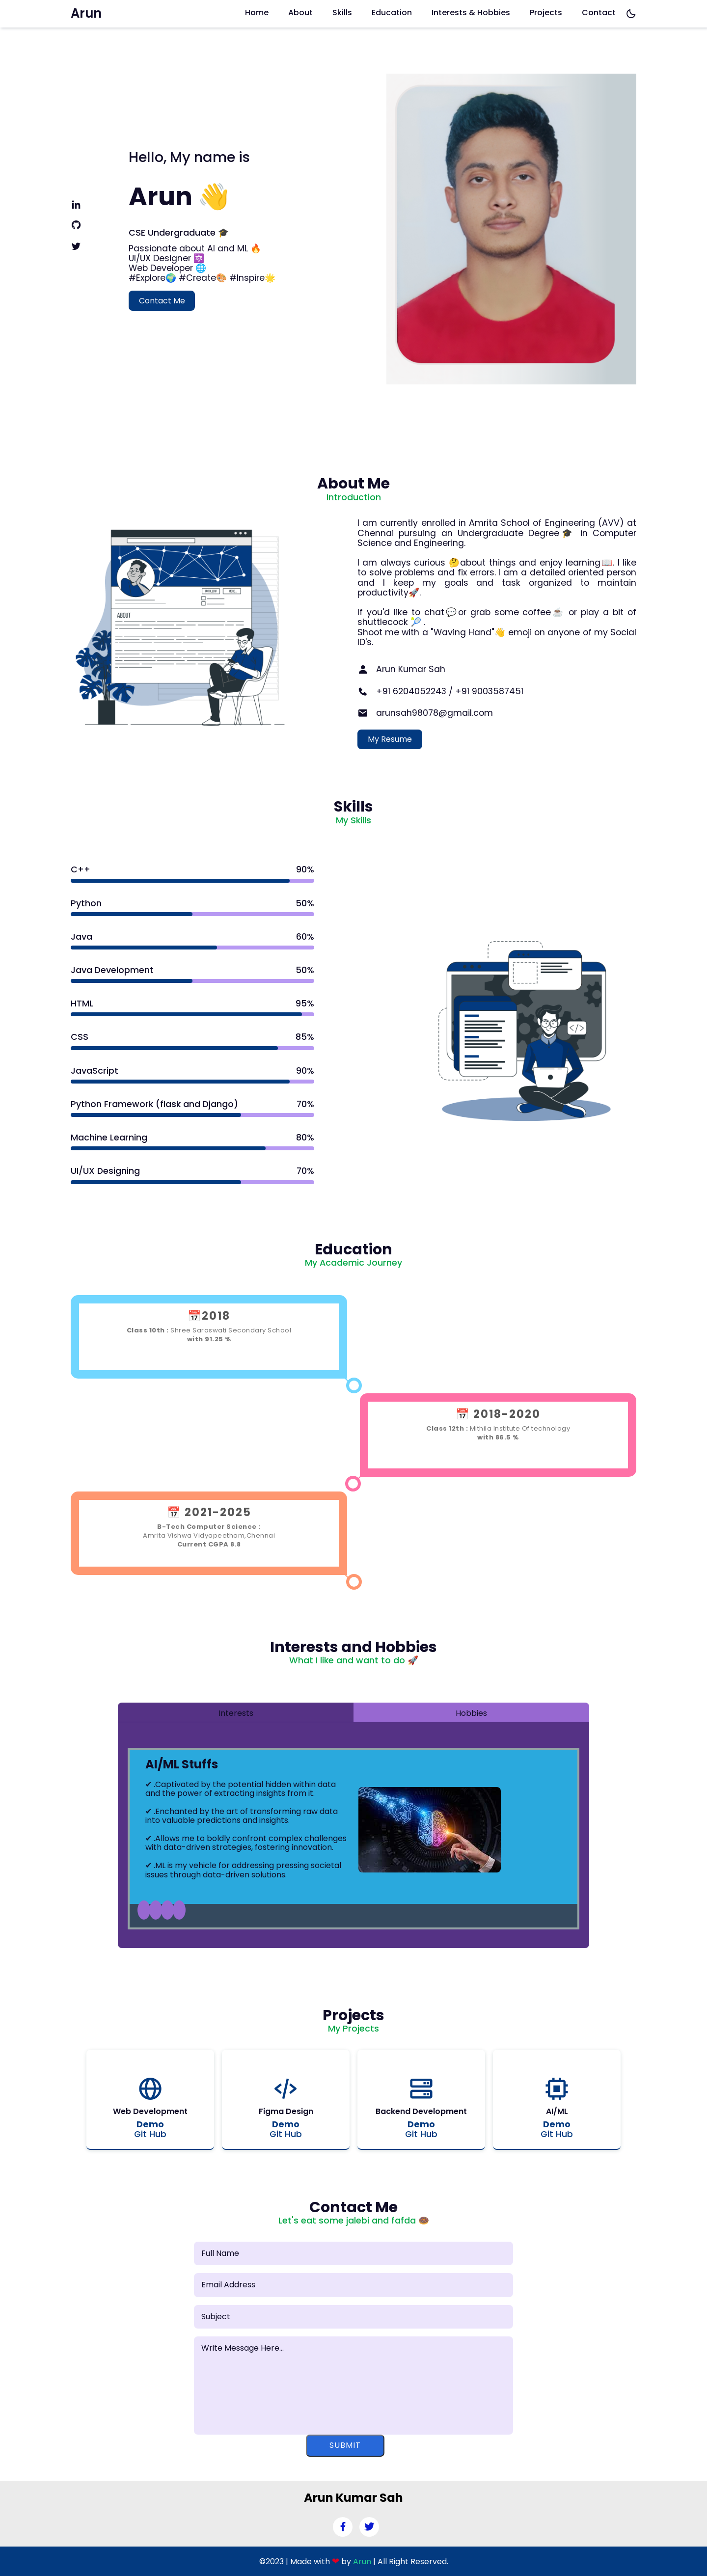 Arun
Home About Skills Education Interests & Hobbies Projects Contact
Hello, My name is
Arun 👋
CSE Undergraduate 🎓
Passionate about AI and ML 🔥
UI/UX Designer 🔯
Web Developer 🌐
#Explore🌍 #Create🎨 #Inspire🌟
Contact Me
About Me
Introduction
ABOUT
I am currently enrolled in Amrita School of Engineering (AVV) at
Chennai pursuing an Undergraduate Degree🎓 in Computer
Science and Engineering.
I am always curious 🤔about things and enjoy learning📖. I like
to solve problems and fix errors. I am a detailed oriented person
and I keep my goals and task organized to maintain
productivity🚀.
If you'd like to chat💬or grab some coffee☕ or play a bit of
shuttlecock 🏸 .
Shoot me with a "Waving Hand"👋 emoji on anyone of my Social
ID's.
Arun Kumar Sah
+91 6204052243 / +91 9003587451
arunsah98078@gmail.com
My Resume
Skills
My Skills
C++ 90%
Python 50%
Java 60%
Java Development 50%
HTML 95%
CSS 85%
JavaScript 90%
Python Framework (flask and Django) 70%
Machine Learning 80%
UI/UX Designing 70%
</>
Education
My Academic Journey
📅2018
Class 10th : Shree Saraswati Secondary School
with 91.25 %
📅 2018-2020
Class 12th : Mithila Institute Of technology
with 86.5 %
📅 2021-2025
B-Tech Computer Science :
Amrita Vishwa Vidyapeetham,Chennai
Current CGPA 8.8
Interests and Hobbies
What I like and want to do 🚀
Interests Hobbies
AI/ML Stuffs
✔ .Captivated by the potential hidden within data
and the power of extracting insights from it.
✔ .Enchanted by the art of transforming raw data
into valuable predictions and insights.
✔ .Allows me to boldly confront complex challenges
with data-driven strategies, fostering innovation.
✔ .ML is my vehicle for addressing pressing societal
issues through data-driven solutions.
Projects
My Projects
Web Development
Demo
Git Hub
Figma Design
Demo
Git Hub
Backend Development
Demo
Git Hub
AI/ML
Demo
Git Hub
Contact Me
Let's eat some jalebi and fafda 🍩
Full Name
Email Address
Subject
Write Message Here...
SUBMIT
Arun Kumar Sah
©2023 | Made with ❤ by Arun | All Right Reserved.